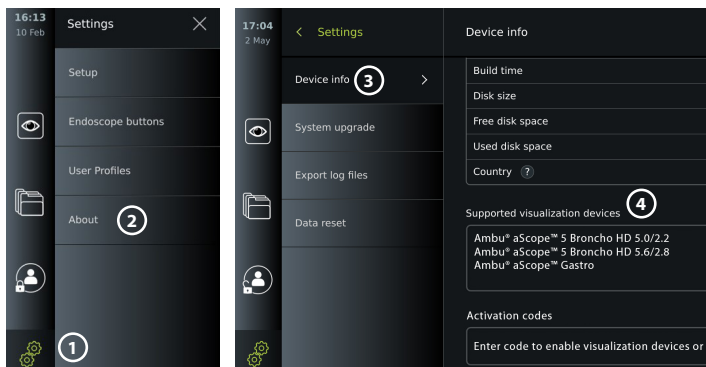 16:13
10 Feb
Settings
Setup
Endoscope buttons
User Profiles
About
2
1
17:04
2 May
Settings
Device info
3
System upgrade
Export log files
Data reset
Device info
Build time
Disk size
Free disk space
Used disk space
Country ?
Supported visualization devices
4
Ambu® aScope™ 5 Broncho HD 5.0/2.2
Ambu® aScope™ 5 Broncho HD 5.6/2.8
Ambu® aScope™ Gastro
Activation codes
Enter code to enable visualization devices or